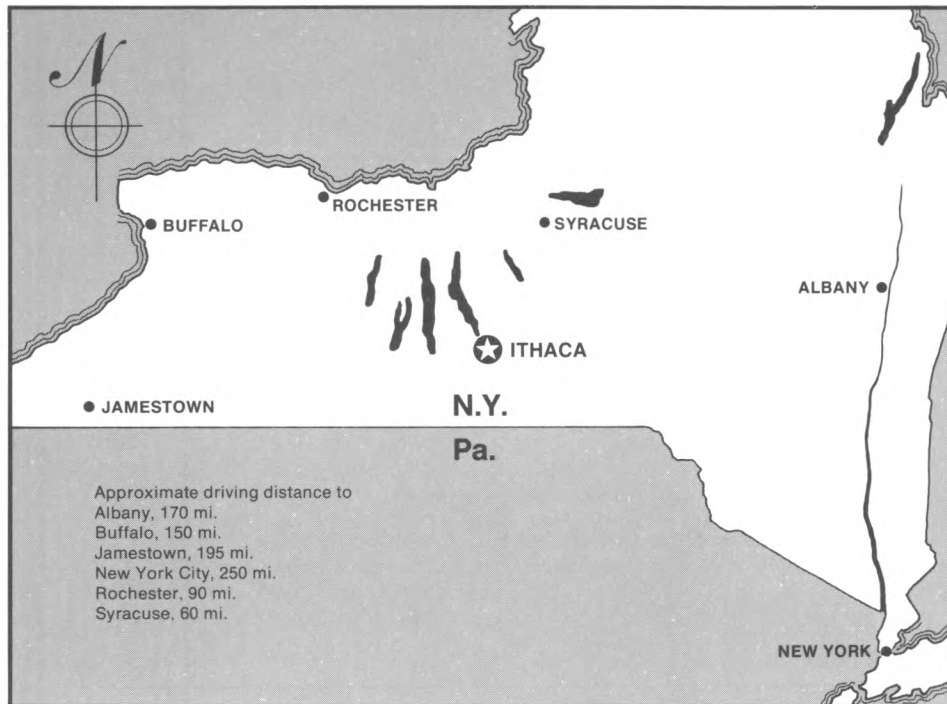 N
ROCHESTER
BUFFALO
SYRACUSE
ALBANY
ITHACA
JAMESTOWN
N.Y.
Pa.
Approximate driving distance to
Albany, 170 mi.
Buffalo, 150 mi.
Jamestown, 195 mi.
New York City, 250 mi.
Rochester, 90 mi.
Syracuse, 60 mi.
NEW YORK